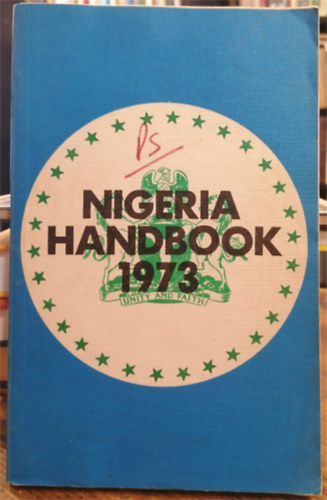 Ps
NIGERIA
HANDBOOK
1973
UNITY AND FAITH